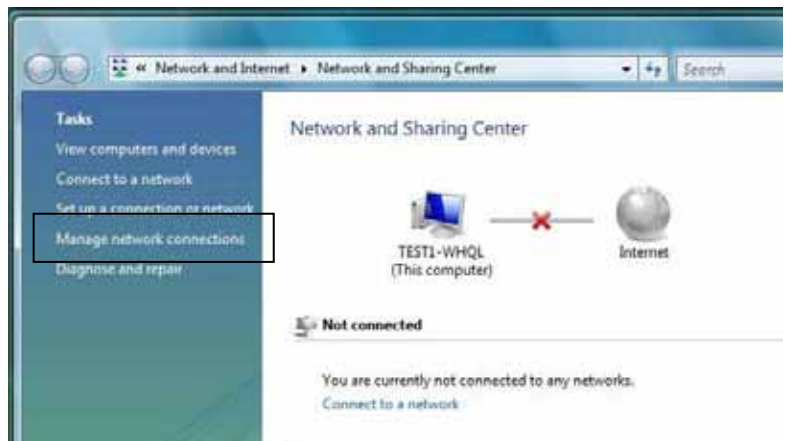 « Network and Internet ▸ Network and Sharing Center
Search
Tasks
View computers and devices
Connect to a network
Set up a connection or network
Manage network connections
Diagnose and repair
Network and Sharing Center
TEST1-WHQL
(This computer)
Internet
Not connected
You are currently not connected to any networks.
Connect to a network